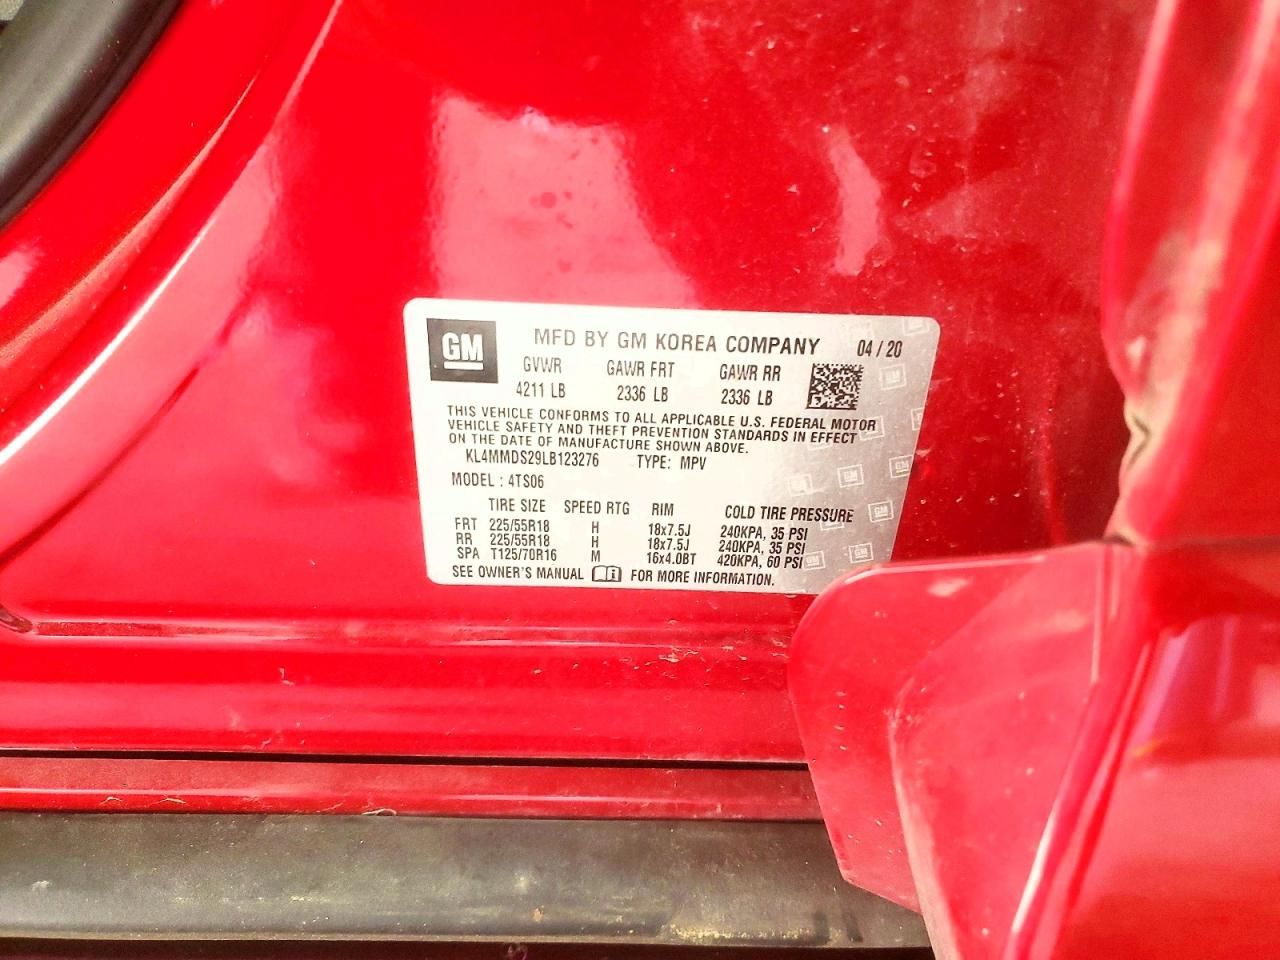 GM MFD BY GM KOREA COMPANY 04 / 20
GVWR GAWR FRT GAWR RR
4211 LB 2336 LB 2336 LB
THIS VEHICLE CONFORMS TO ALL APPLICABLE U.S. FEDERAL MOTOR
VEHICLE SAFETY AND THEFT PREVENTION STANDARDS IN EFFECT
ON THE DATE OF MANUFACTURE SHOWN ABOVE.
KL4MMDS29LB123276 TYPE: MPV
MODEL : 4TS06
TIRE SIZE SPEED RTG RIM COLD TIRE PRESSURE
FRT 225/55R18 H 18x7.5J 240KPA, 35 PSI
RR 225/55R18 H 18x7.5J 240KPA, 35 PSI
SPA T125/70R16 M 16x4.0BT 420KPA, 60 PSI
SEE OWNER'S MANUAL FOR MORE INFORMATION.